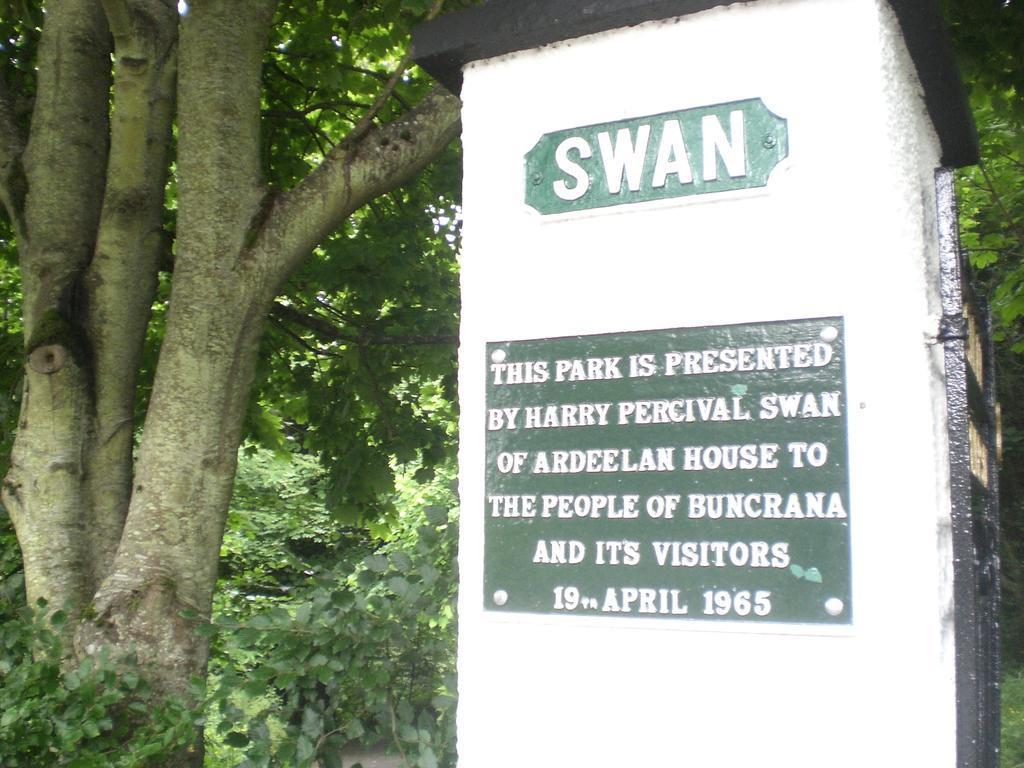 SWAN
THIS PARK IS PRESENTED
BY HARRY PERCIVAL SWAN
OF ARDEELAN HOUSE TO
THE PEOPLE OF BUNCRANA
AND ITS VISITORS
19TH APRIL 1965